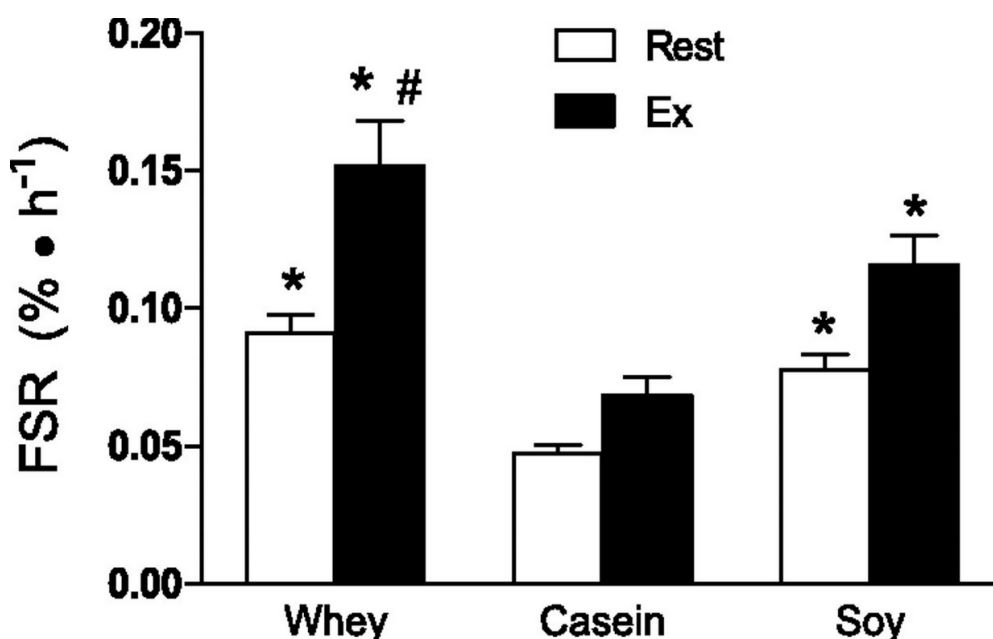 FSR (% • h⁻¹)
0.20
0.15
0.10
0.05
0.00
Rest
Ex
* #
*
*
*
Whey
Casein
Soy